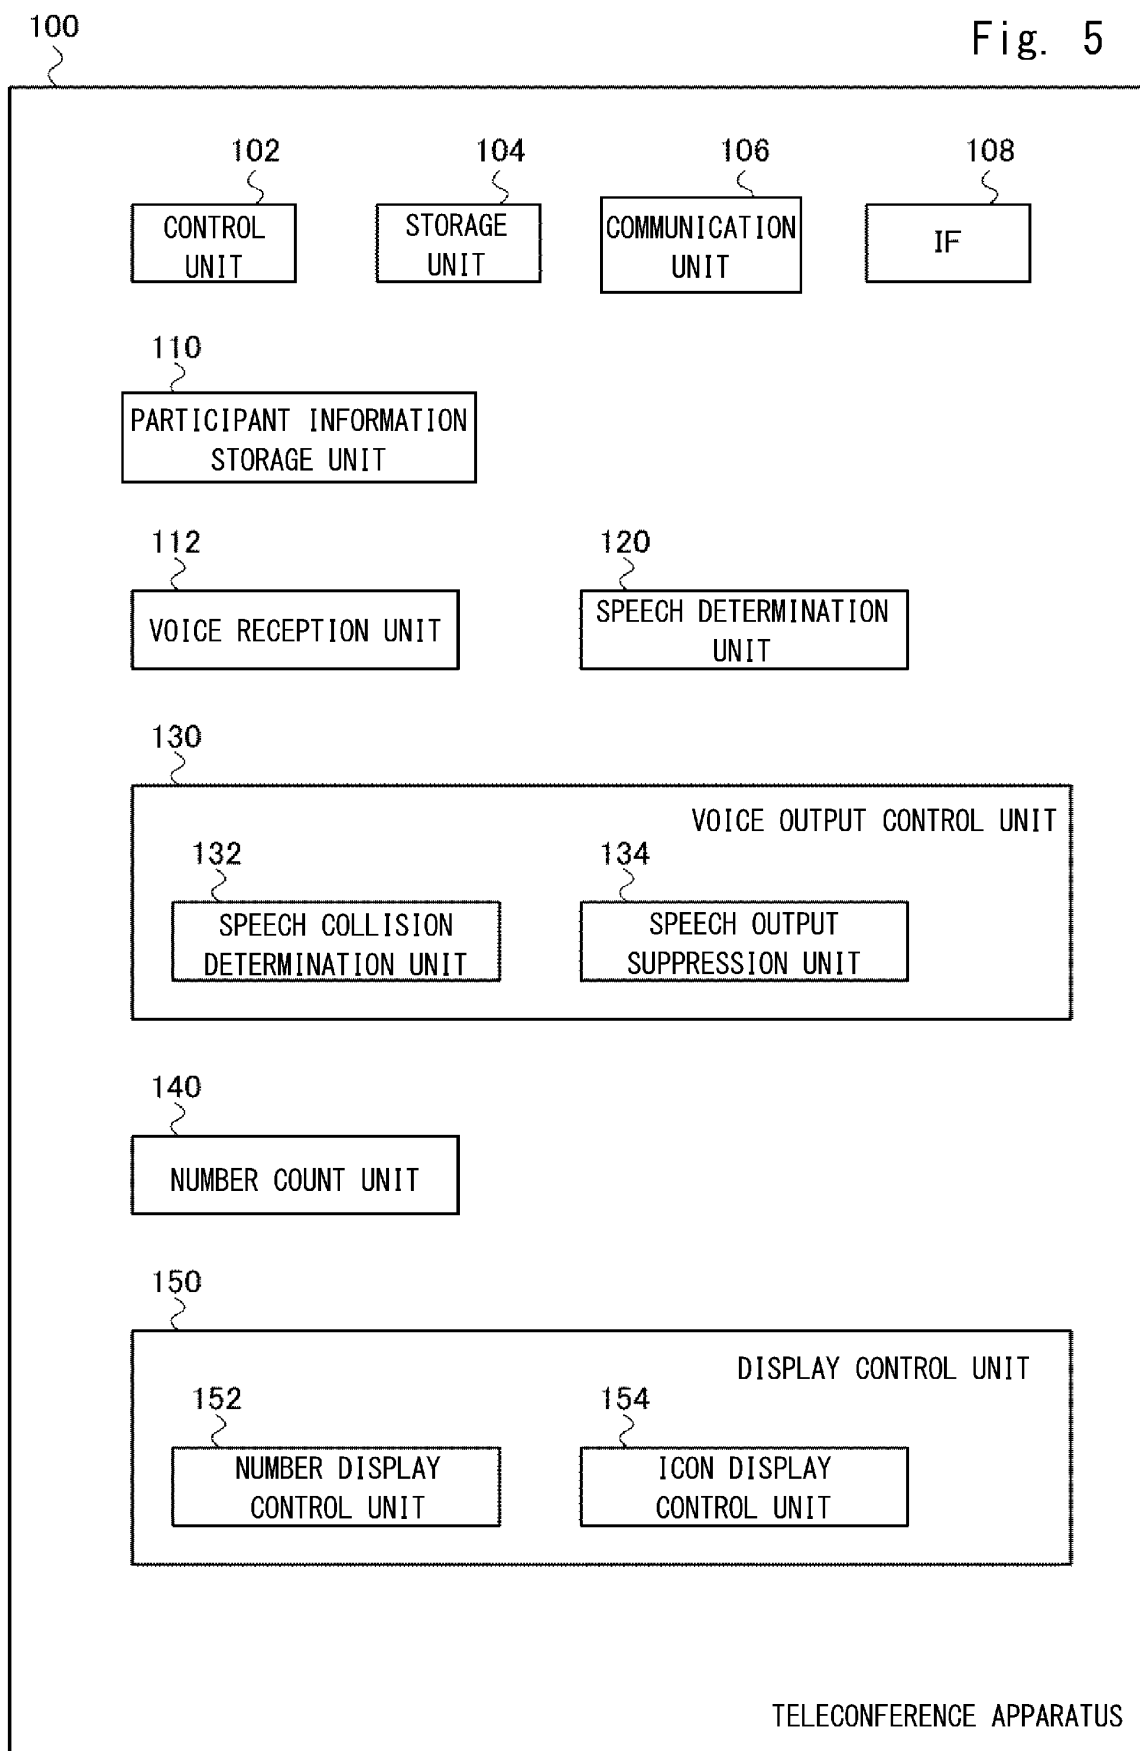 100
Fig. 5
102
104
106
108
CONTROL
UNIT
STORAGE
UNIT
COMMUNICATION
UNIT
IF
110
PARTICIPANT INFORMATION
STORAGE UNIT
112
120
VOICE RECEPTION UNIT
SPEECH DETERMINATION
UNIT
130
VOICE OUTPUT CONTROL UNIT
132
134
SPEECH COLLISION
DETERMINATION UNIT
SPEECH OUTPUT
SUPPRESSION UNIT
140
NUMBER COUNT UNIT
150
DISPLAY CONTROL UNIT
152
154
NUMBER DISPLAY
CONTROL UNIT
ICON DISPLAY
CONTROL UNIT
TELECONFERENCE APPARATUS